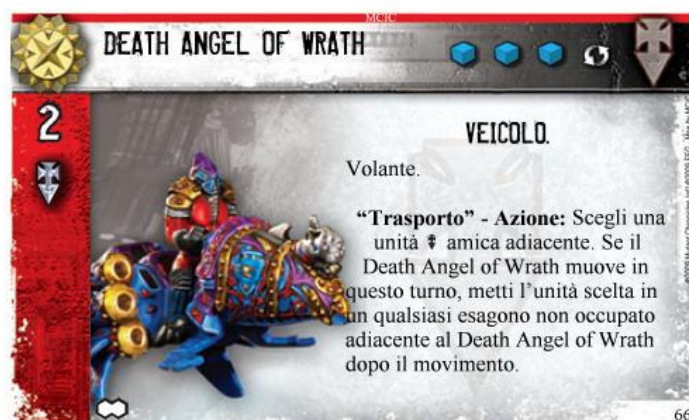 MCIC
DEATH ANGEL OF WRATH
2
VEICOLO.
Volante.
“Trasporto” - Azione: Scegli una
unità amica adiacente. Se il
Death Angel of Wrath muove in
questo turno, metti l’unità scelta in
un qualsiasi esagono non occupato
adiacente al Death Angel of Wrath
dopo il movimento.
66